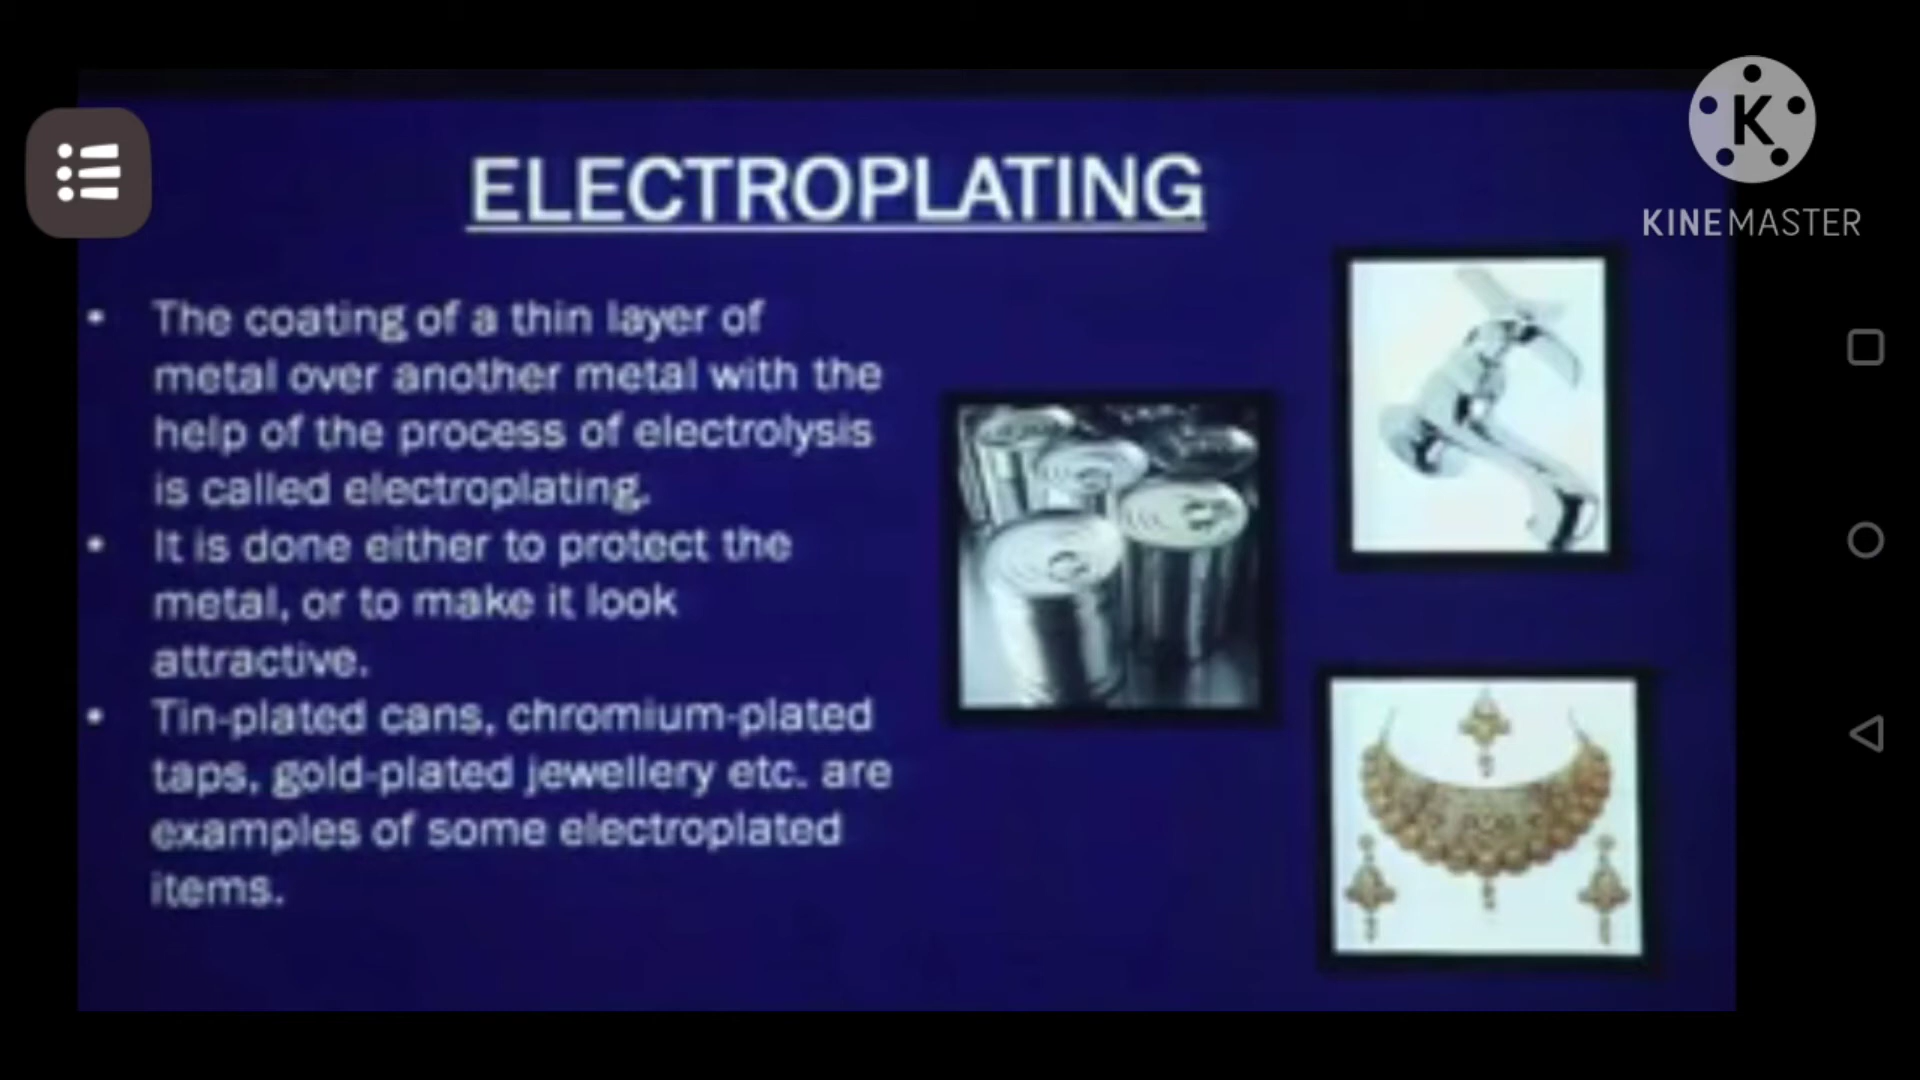 ELECTROPLATING
K
KINEMASTER
• The coating of a thin layer of
metal over another metal with the
help of the process of electrolysis
is called electroplating.
• It is done either to protect the
metal, or to make it look
attractive.
• Tin-plated cans, chromium-plated
taps, gold-plated jewellery etc. are
examples of some electroplated
items.